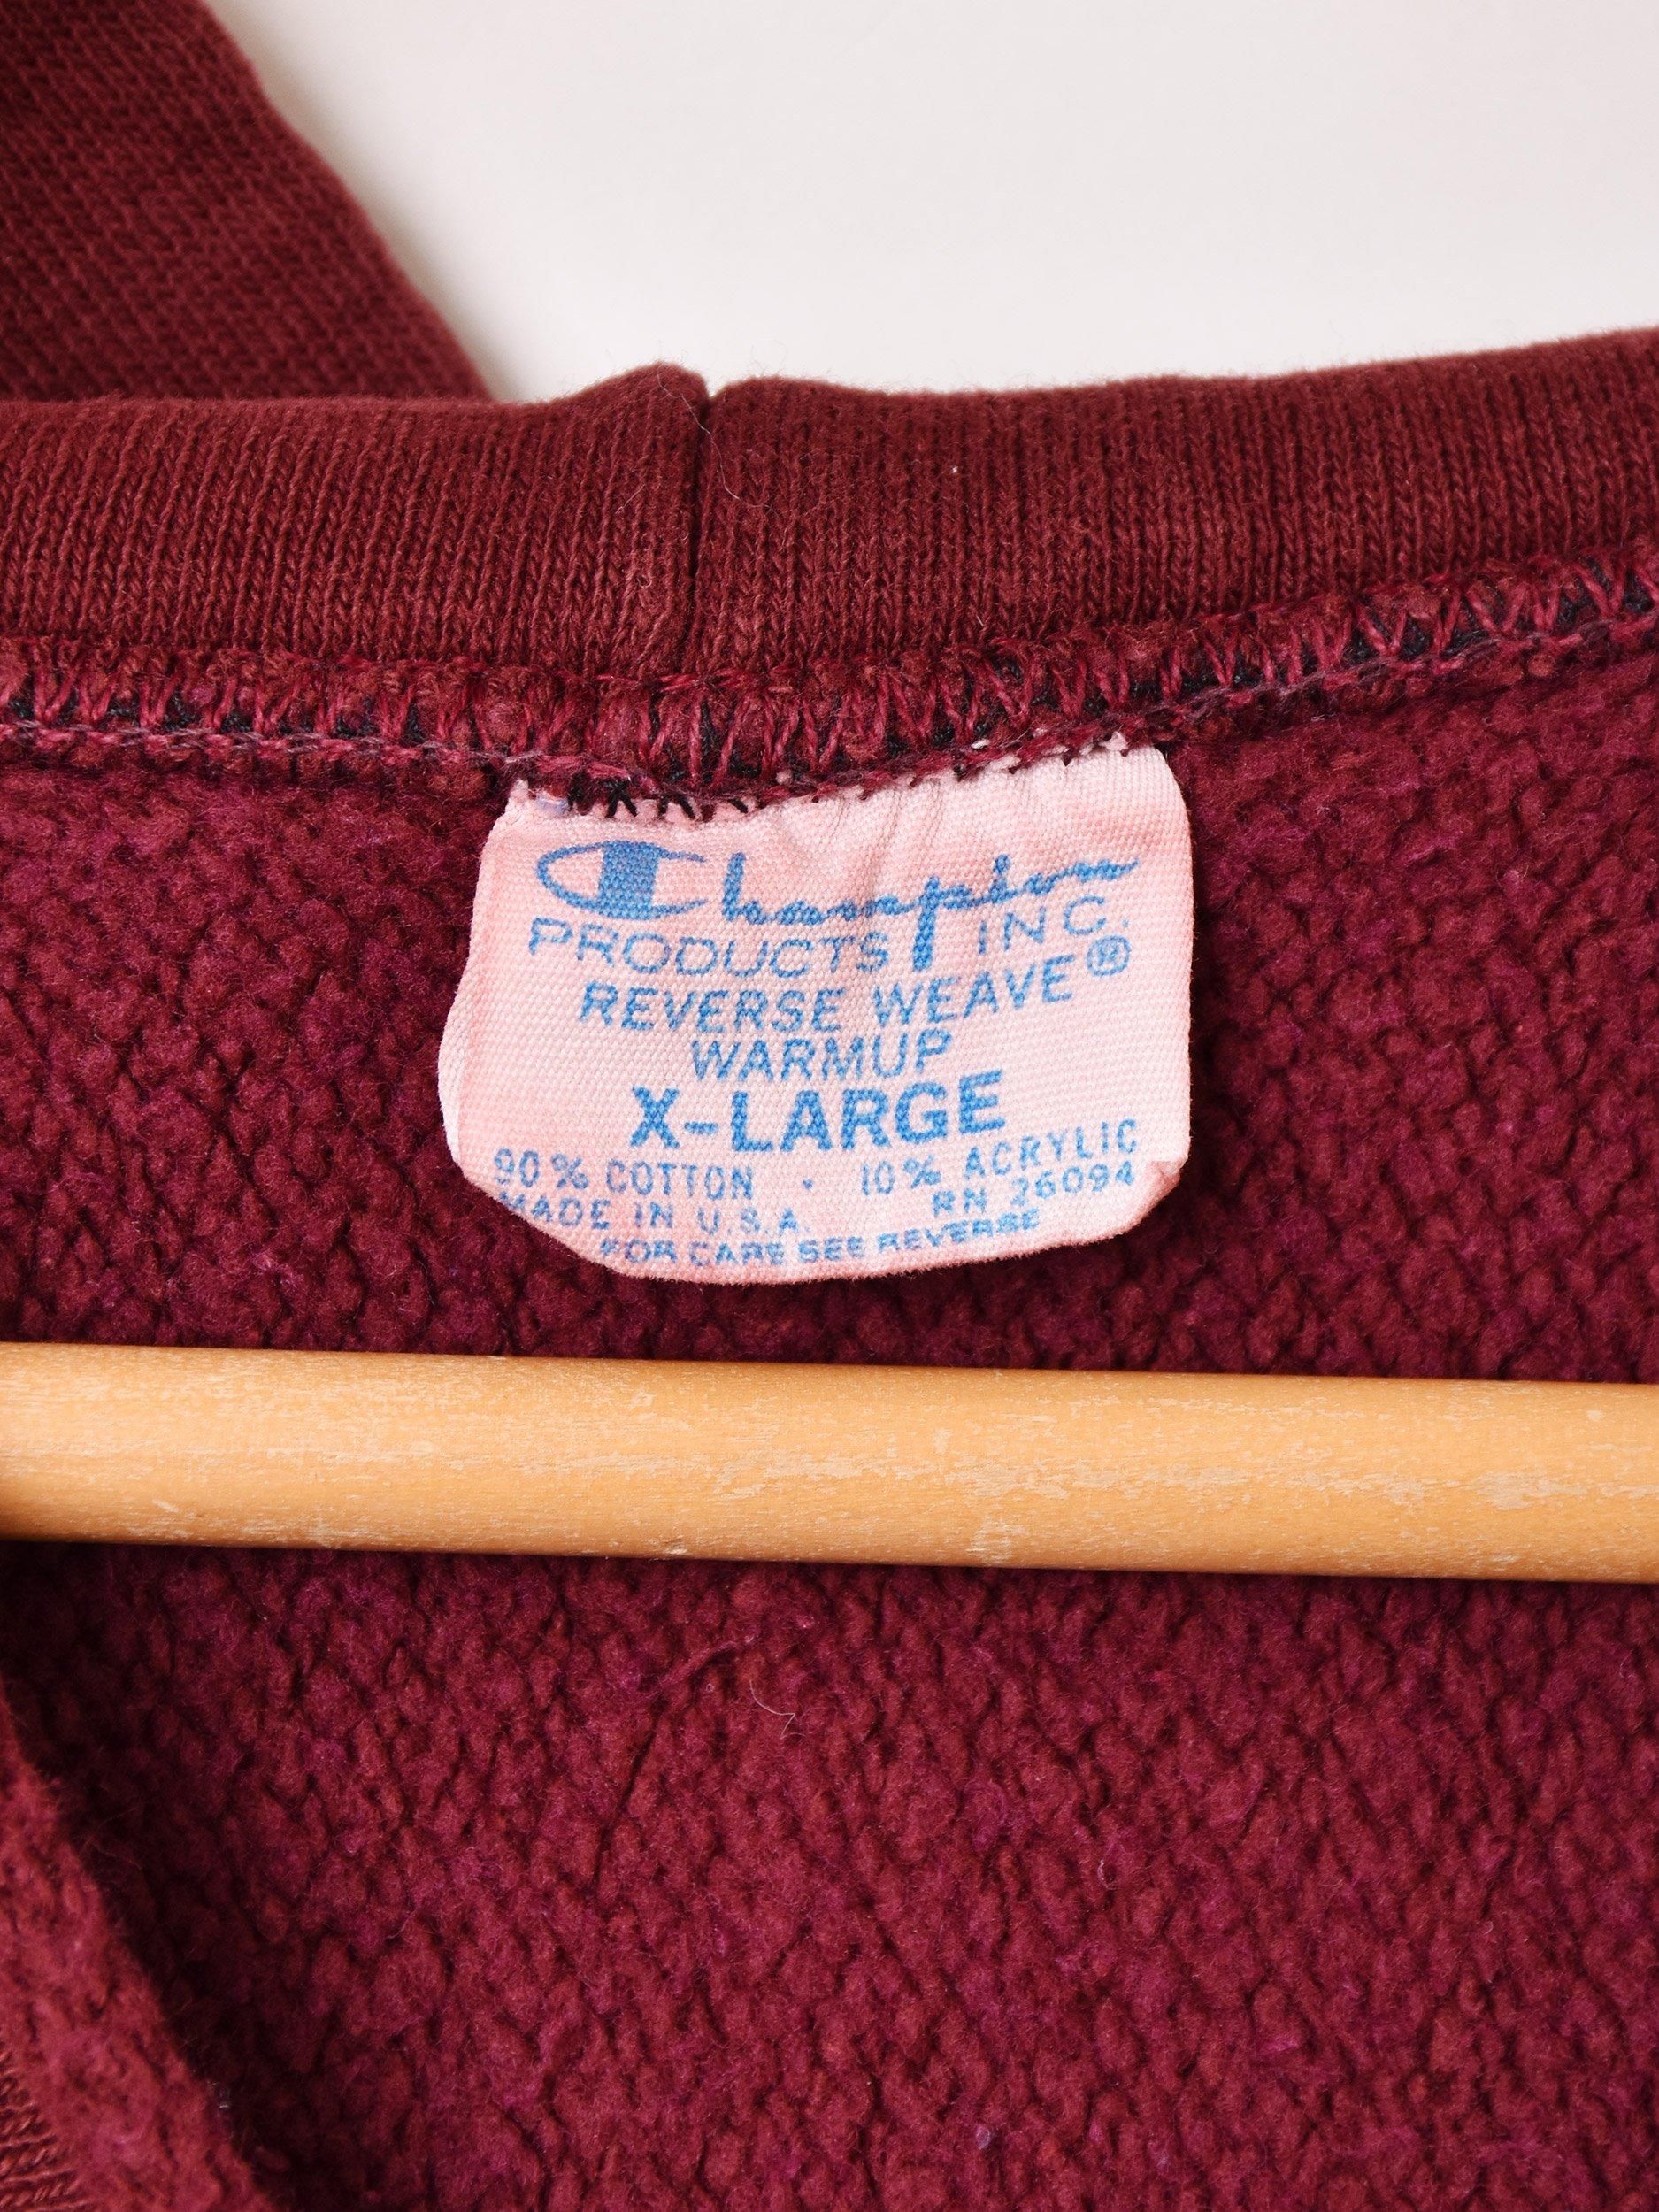 Champion
PRODUCTS INC.
REVERSE WEAVE®
WARMUP
X-LARGE
90% COTTON · 10% ACRYLIC
MADE IN U.S.A. RN 26094
FOR CARE SEE REVERSE